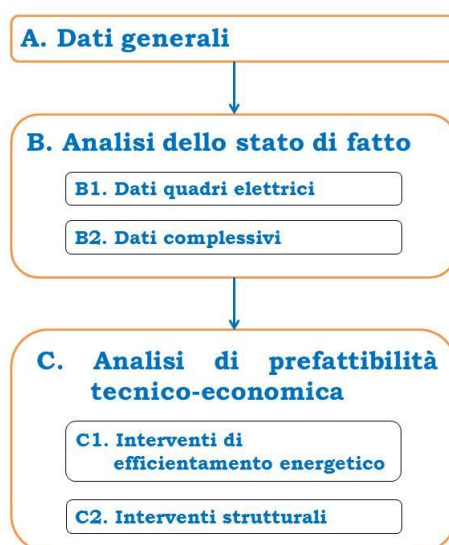 A. Dati generali
B. Analisi dello stato di fatto
B1. Dati quadri elettrici
B2. Dati complessivi
C. Analisi di prefattibilità
tecnico-economica
C1. Interventi di
efficientamento energetico
C2. Interventi strutturali